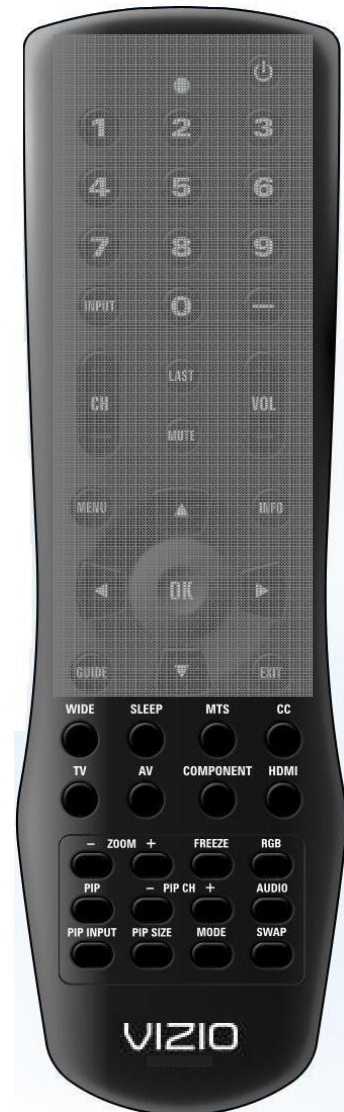 1 2 3
4 5 6
7 8 9
INPUT 0 —
LAST
CH VOL
MUTE
MENU INFO
OK
GUIDE EXIT
WIDE SLEEP MTS CC
TV AV COMPONENT HDMI
− ZOOM + FREEZE RGB
PIP − PIP CH + AUDIO
PIP INPUT PIP SIZE MODE SWAP
VIZIO